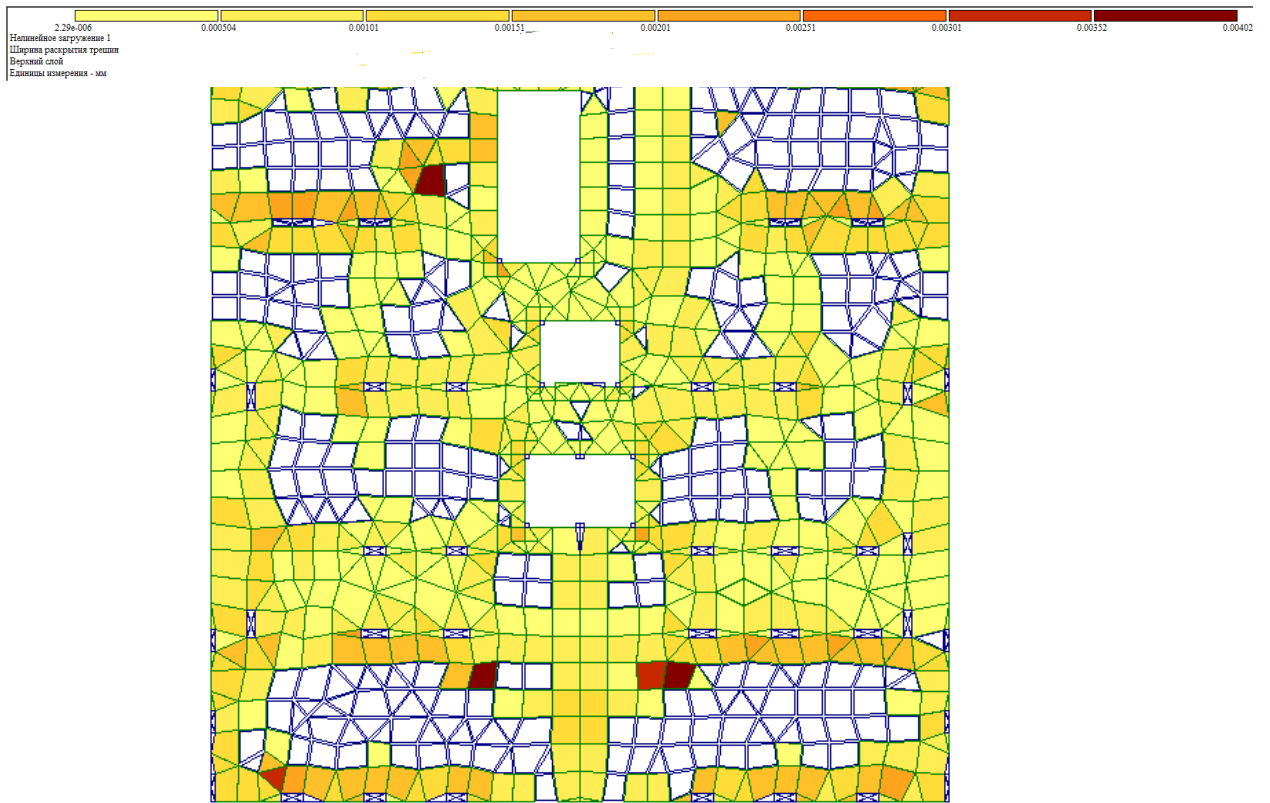 2.29e-006 0.000504 0.00101 0.00151 0.00201 0.00251 0.00301 0.00352 0.00402
Нелинейное загружение 1
Ширина раскрытия трещин
Верхний слой
Единицы измерения - мм